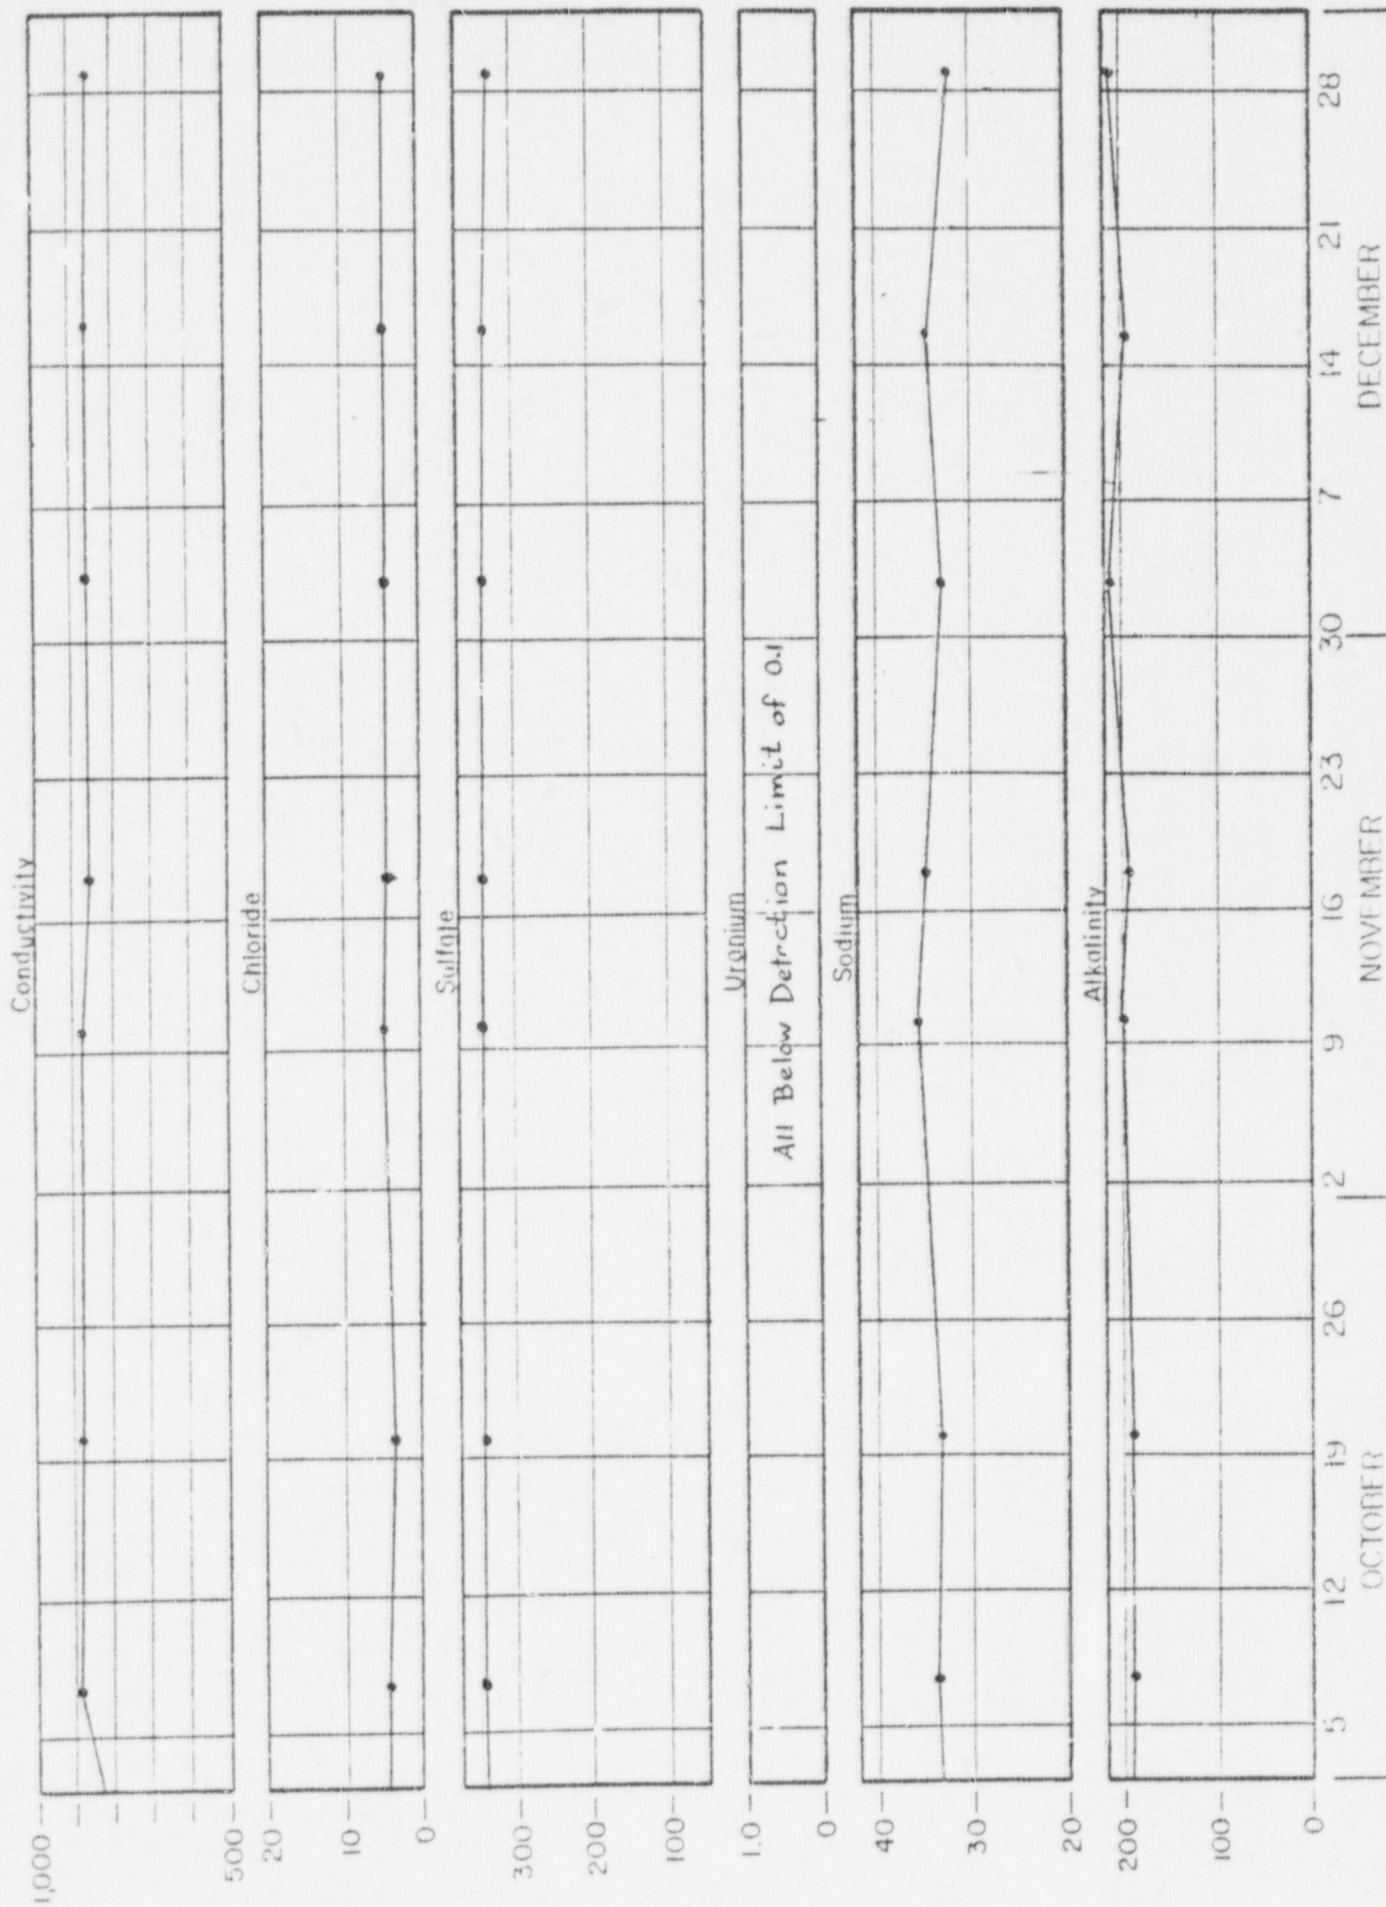 Conductivity
1,000
500
Chloride
20
10
0
Sulfate
300
200
100
Uranium
1.0
0
All Below Detrction Limit of 0.1
Sodium
40
30
20
Alkalinity
200
100
0
5 12 19 26 2 9 16 23 30 7 14 21 28
OCTOBER NOVEMBER DECEMBER